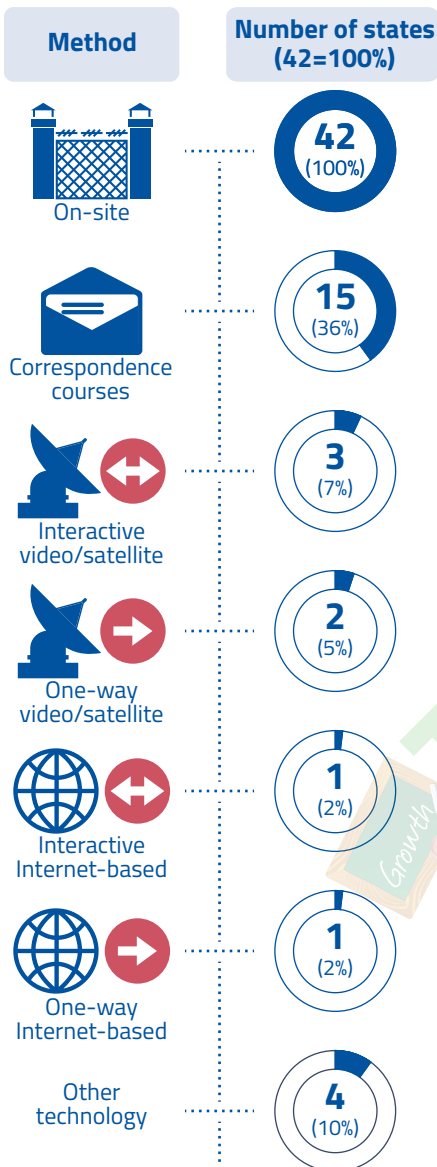 Method
Number of states
(42=100%)
On-site
42
(100%)
Correspondence
courses
15
(36%)
Interactive
video/satellite
3
(7%)
One-way
video/satellite
2
(5%)
Interactive
Internet-based
1
(2%)
Growth
One-way
Internet-based
1
(2%)
Other
technology
4
(10%)